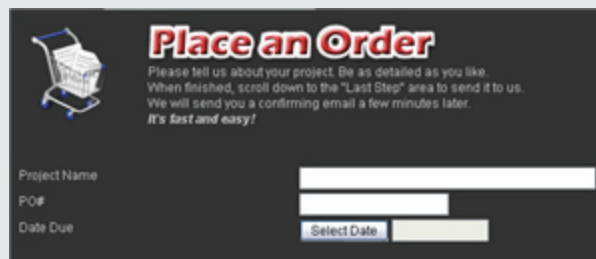 Place an Order
Please tell us about your project. Be as detailed as you like.
When finished, scroll down to the "Last Step" area to send it to us.
We will send you a confirming email a few minutes later.
It's fast and easy!
Project Name
PO#
Date Due Select Date